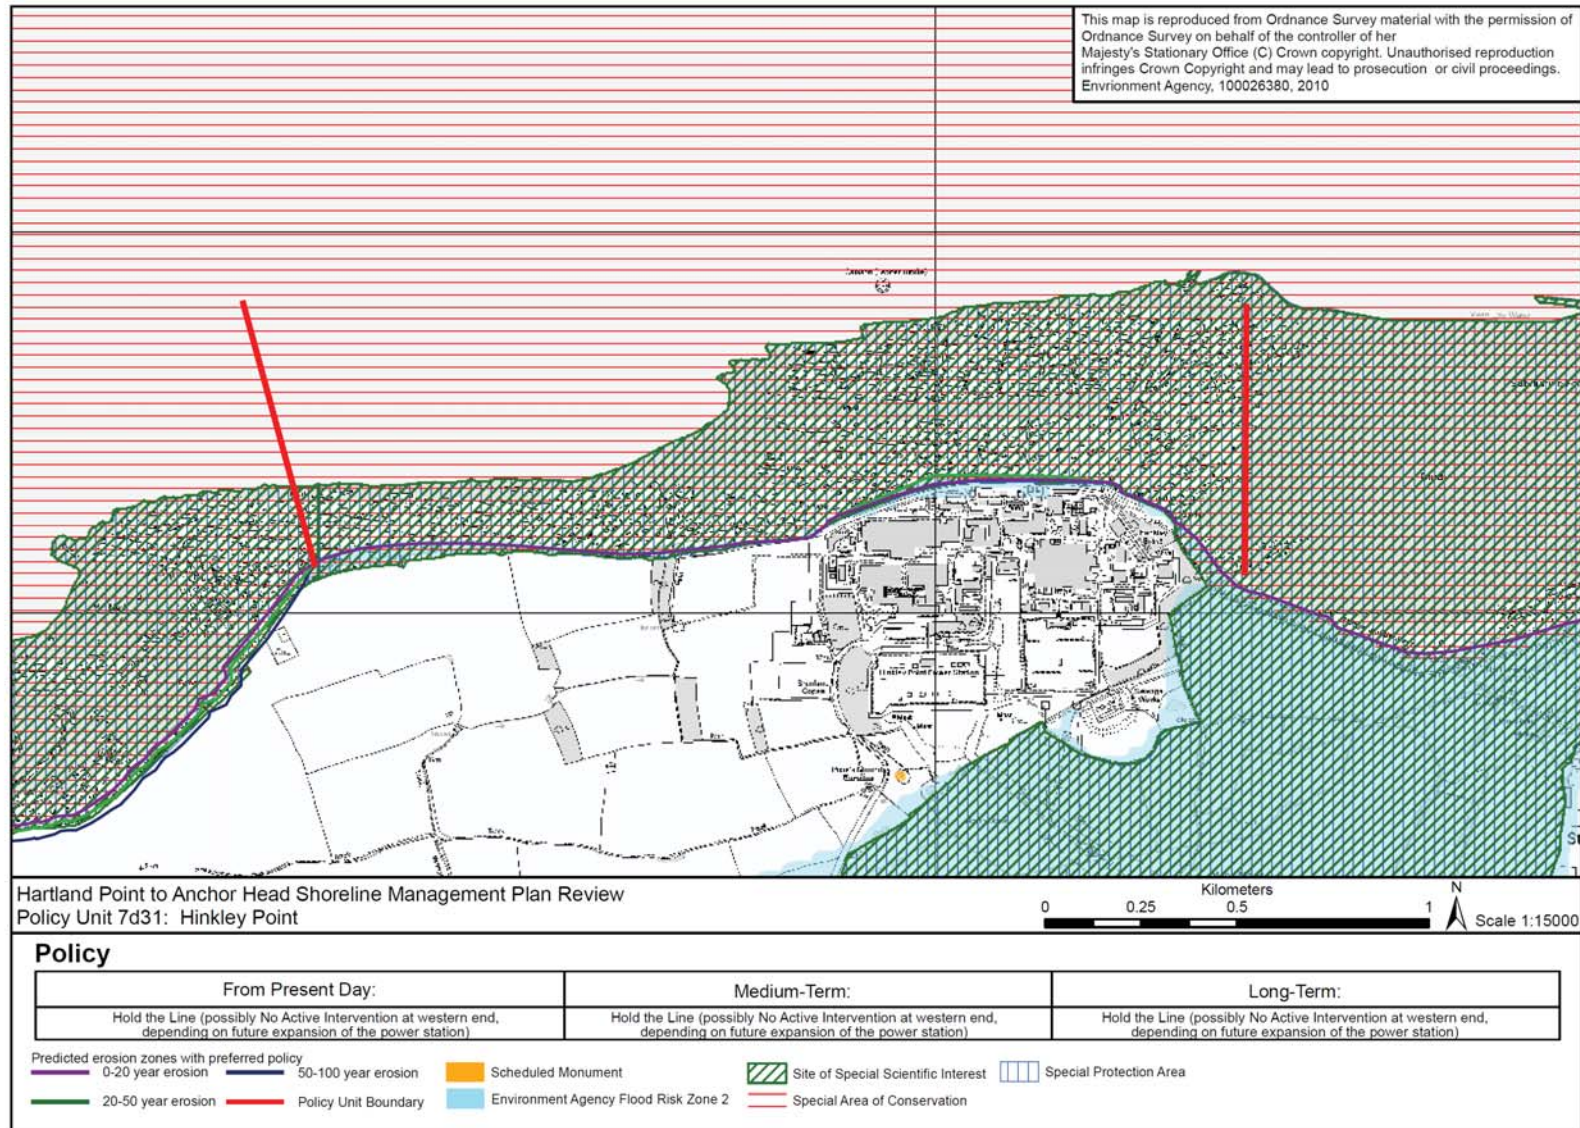 This map is reproduced from Ordnance Survey material with the permission of
Ordnance Survey on behalf of the controller of her
Majesty's Stationary Office (C) Crown copyright. Unauthorised reproduction
infringes Crown Copyright and may lead to prosecution or civil proceedings.
Envrionment Agency, 100026380, 2010
Hinkley Point Power Station
Hartland Point to Anchor Head Shoreline Management Plan Review
Policy Unit 7d31: Hinkley Point
Kilometers
0 0.25 0.5 1
N
Scale 1:15000
Policy
From Present Day: Medium-Term: Long-Term:
Hold the Line (possibly No Active Intervention at western end, Hold the Line (possibly No Active Intervention at western end, Hold the Line (possibly No Active Intervention at western end,
depending on future expansion of the power station) depending on future expansion of the power station) depending on future expansion of the power station)
Predicted erosion zones with preferred policy
0-20 year erosion 50-100 year erosion Scheduled Monument Site of Special Scientific Interest Special Protection Area
20-50 year erosion Policy Unit Boundary Environment Agency Flood Risk Zone 2 Special Area of Conservation